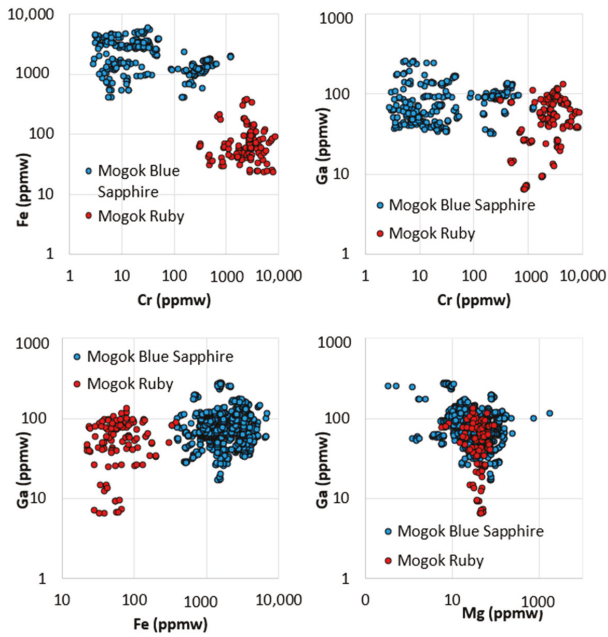 10,000
1000
100
10
1
Fe (ppmw)
Mogok Blue
Sapphire
Mogok Ruby
1 10 100 1000 10,000
Cr (ppmw)
1000
100
10
1
Ga (ppmw)
Mogok Blue Sapphire
Mogok Ruby
1 10 100 1000 10,000
Cr (ppmw)
1000
100
10
1
Ga (ppmw)
Mogok Blue Sapphire
Mogok Ruby
10 100 1000 10,000
Fe (ppmw)
1000
100
10
1
Ga (ppmw)
Mogok Blue Sapphire
Mogok Ruby
0 10 1000
Mg (ppmw)